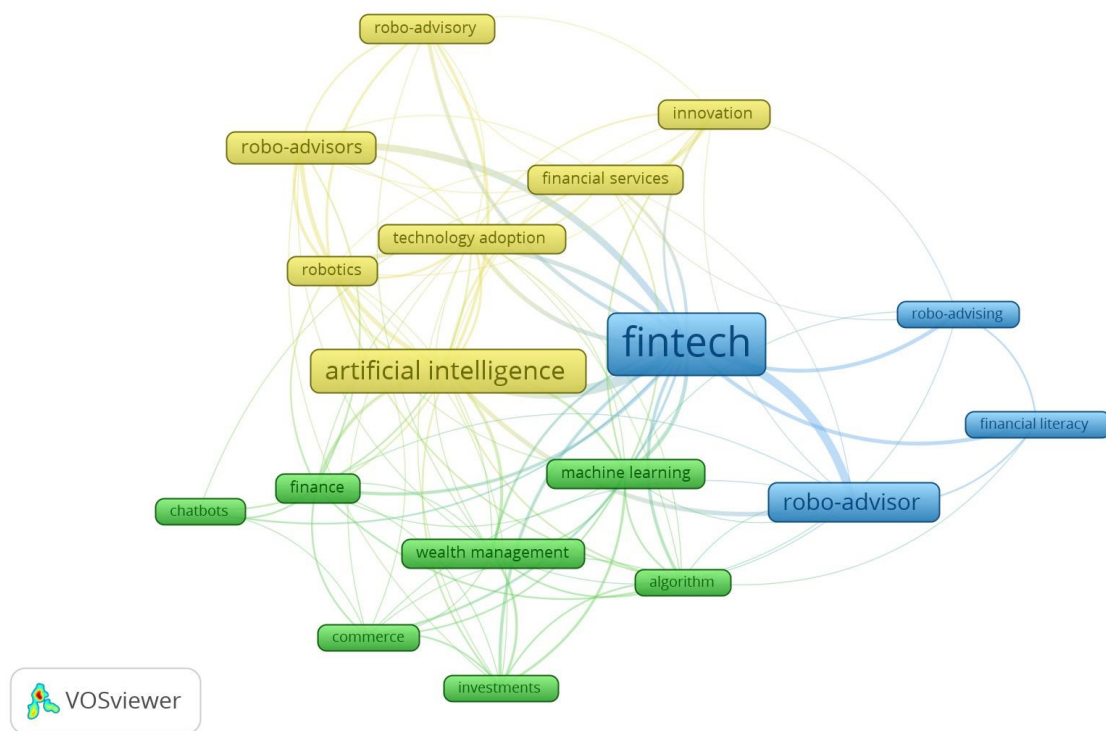 robo-advisory
innovation
robo-advisors
financial services
technology adoption
robotics
robo-advising
fintech
artificial intelligence
financial literacy
machine learning
finance
robo-advisor
chatbots
wealth management
algorithm
commerce
investments
VOSviewer